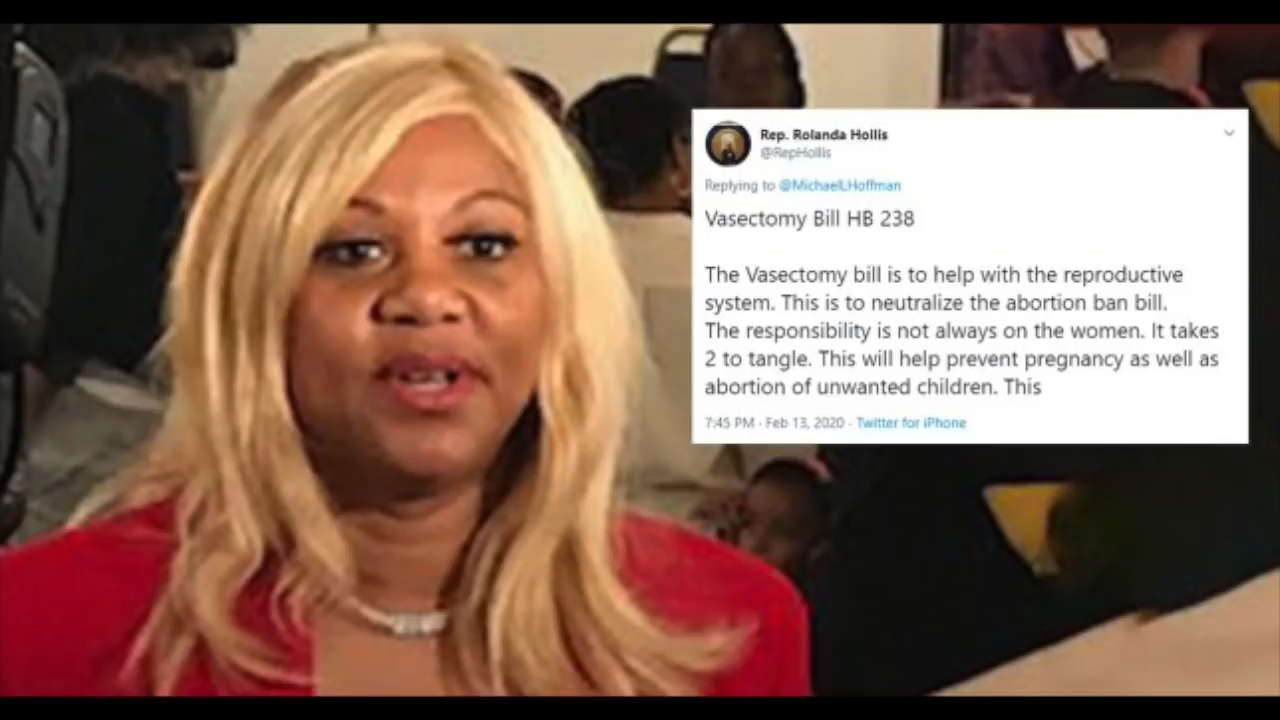 Rep. Rolanda Hollis
@RepHollis
Replying to @MichaelLHoffman
Vasectomy Bill HB 238
The Vasectomy bill is to help with the reproductive
system. This is to neutralize the abortion ban bill.
The responsibility is not always on the women. It takes
2 to tangle. This will help prevent pregnancy as well as
abortion of unwanted children. This
7:45 PM · Feb 13, 2020 · Twitter for iPhone